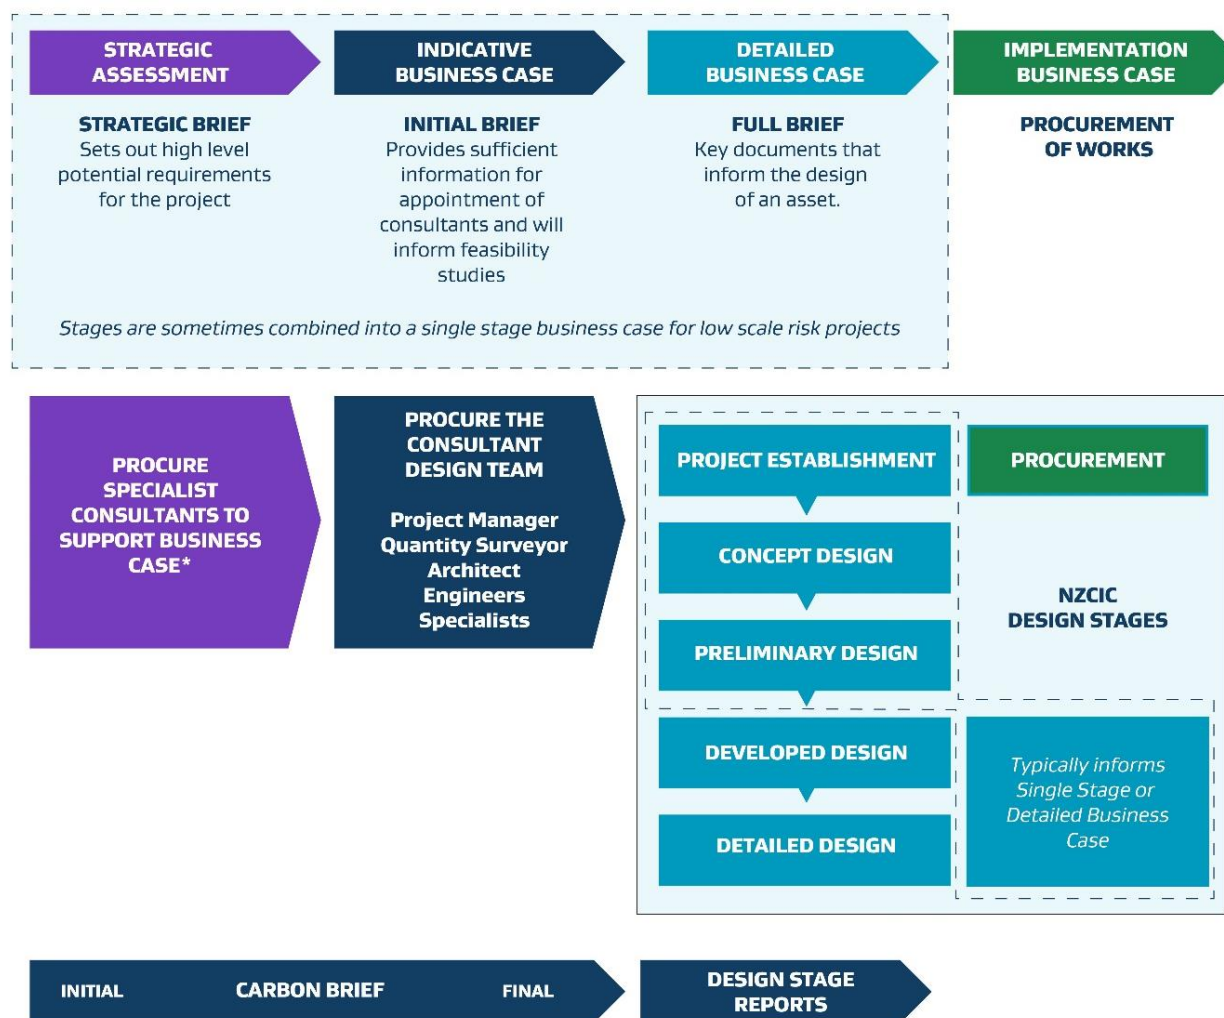 STRATEGIC
ASSESSMENT
INDICATIVE
BUSINESS CASE
DETAILED
BUSINESS CASE
IMPLEMENTATION
BUSINESS CASE
STRATEGIC BRIEF
Sets out high level
potential requirements
for the project
INITIAL BRIEF
Provides sufficient
information for
appointment of
consultants and will
inform feasibility
studies
FULL BRIEF
Key documents that
inform the design
of an asset.
PROCUREMENT
OF WORKS
Stages are sometimes combined into a single stage business case for low scale risk projects
PROCURE
SPECIALIST
CONSULTANTS TO
SUPPORT BUSINESS
CASE*
PROCURE THE
CONSULTANT
DESIGN TEAM
Project Manager
Quantity Surveyor
Architect
Engineers
Specialists
PROJECT ESTABLISHMENT
CONCEPT DESIGN
PRELIMINARY DESIGN
DEVELOPED DESIGN
DETAILED DESIGN
PROCUREMENT
NZCIC
DESIGN STAGES
Typically informs
Single Stage or
Detailed Business
Case
INITIAL CARBON BRIEF FINAL
DESIGN STAGE
REPORTS